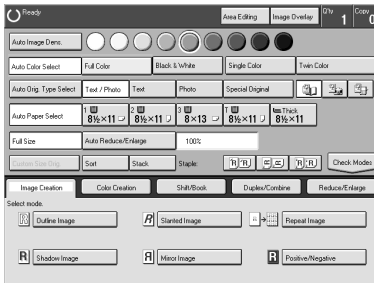 Ready Area Editing Image Overlay Q'ty 1 Copy 0
Auto Image Dens.
Auto Color Select Full Color Black & White Single Color Twin Color
Auto Orig. Type Select Text / Photo Text Photo Special Original
Auto Paper Select 1 8½×11 2 8½×11 3 8×13 T 8½×11 Thick 8½×11
Full Size Auto Reduce/Enlarge 100%
Custom Size Orig. Sort Stack Staple: Check Modes
Image Creation Color Creation Shift/Book Duplex/Combine Reduce/Enlarge
Select mode.
R Outline Image R Slanted Image Repeat Image
R Shadow Image R Mirror Image R Positive/Negative